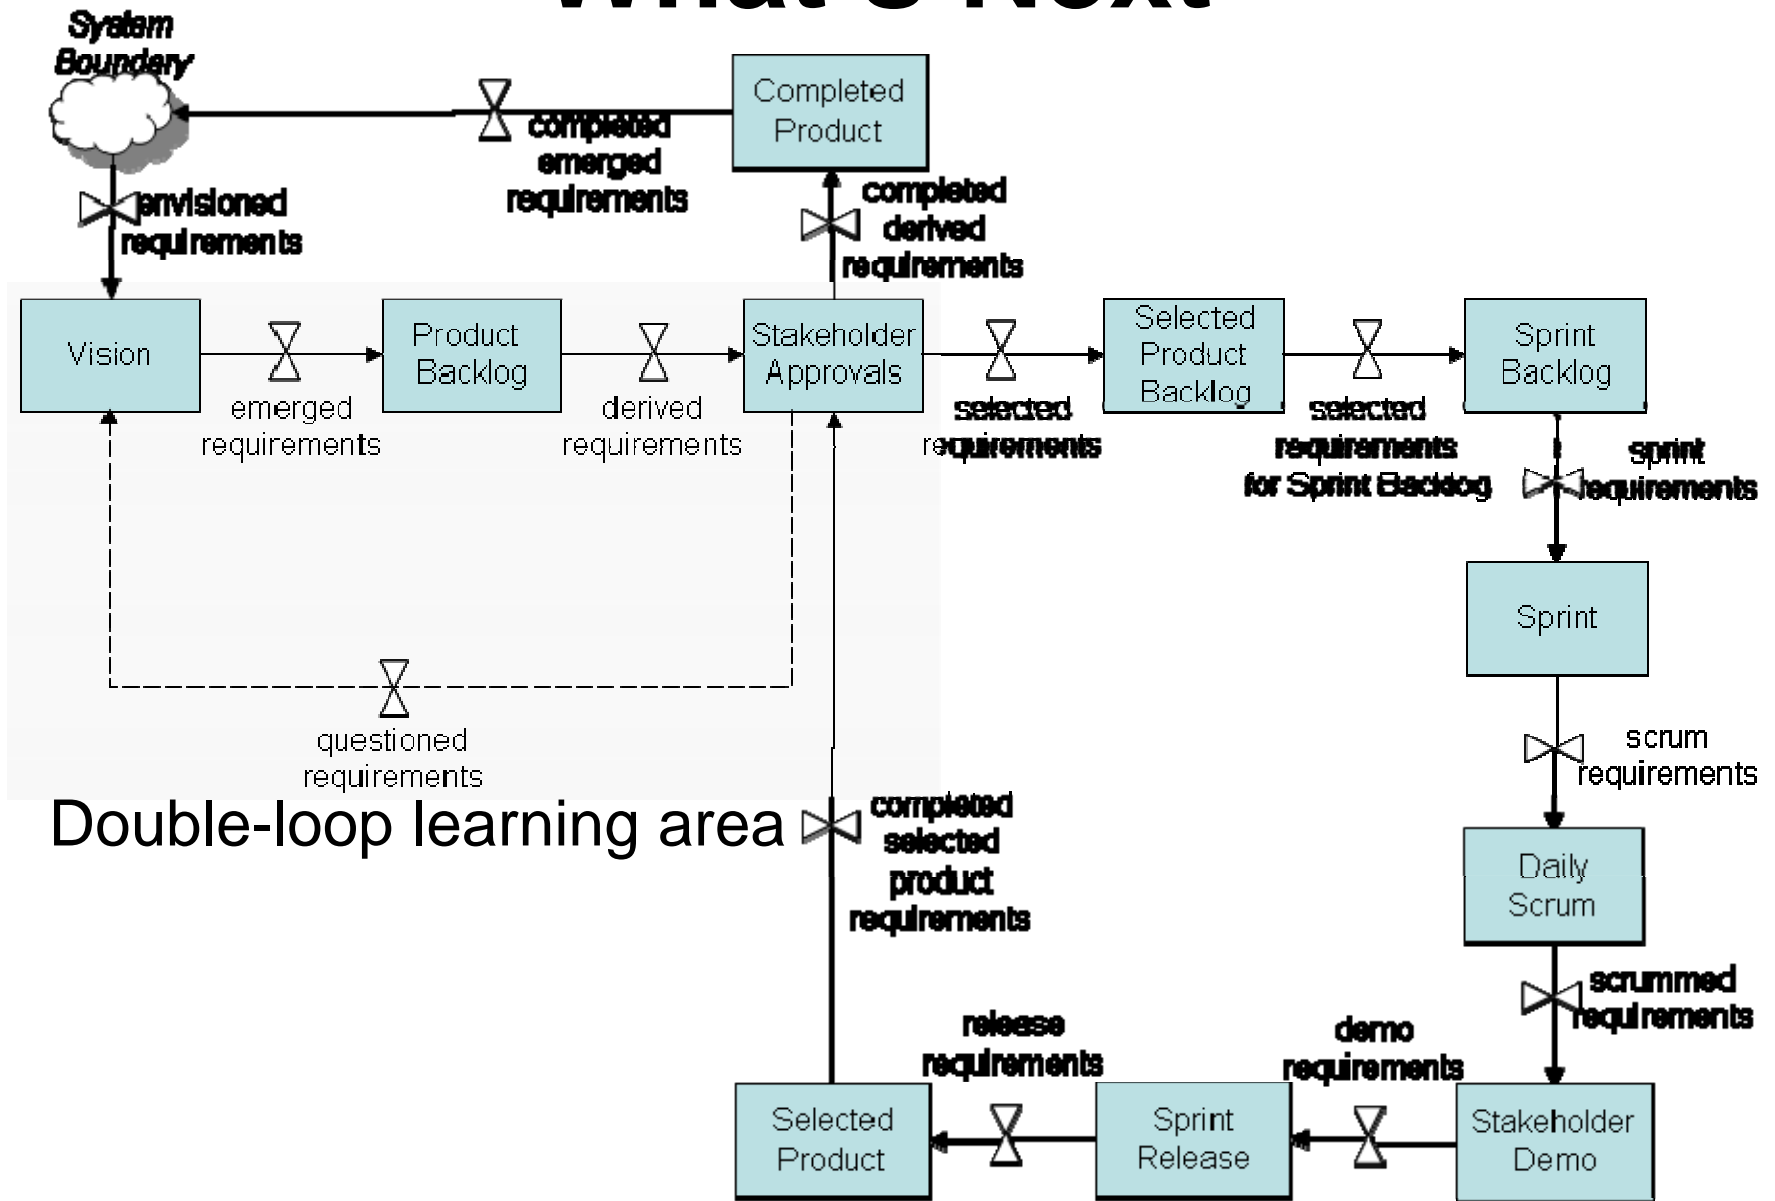 What's Next
System
Boundary
Completed
Product
completed
emerged
requirements
envisioned
requirements
completed
derived
requirements
Vision
emerged
requirements
Product
Backlog
derived
requirements
Stakeholder
Approvals
selected
requirements
Selected
Product
Backlog
selected
requirements
for Sprint Backlog
Sprint
Backlog
sprint
requirements
Sprint
questioned
requirements
scrum
requirements
Double-loop learning area
completed
selected
product
requirements
Daily
Scrum
scrummed
requirements
release
requirements
demo
requirements
Selected
Product
Sprint
Release
Stakeholder
Demo